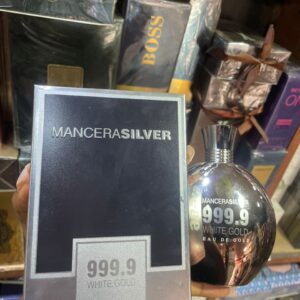 BOSS
MANCERASILVER
999.9
WHITE GOLD
MANCERASILVER
999.9
WHITE GOLD
EAU DE GOLD